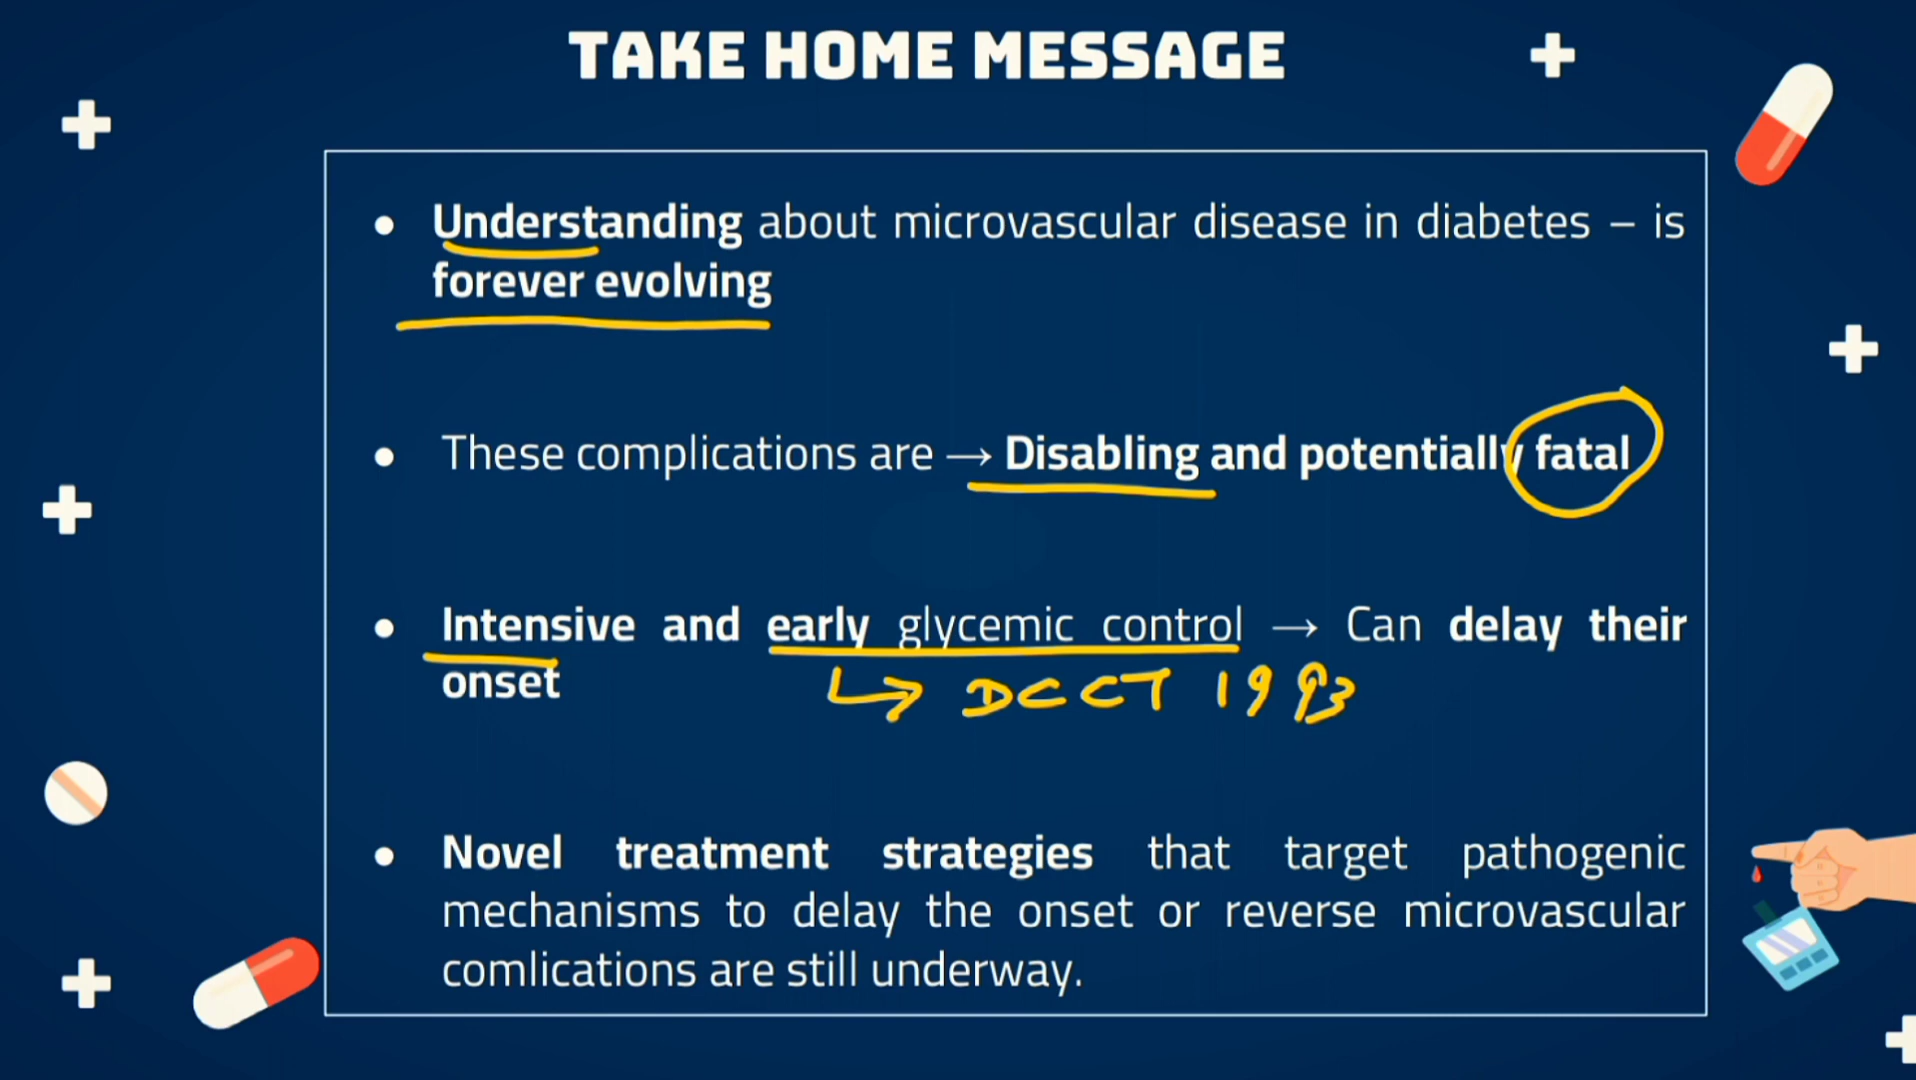 TAKE HOME MESSAGE
● Understanding about microvascular disease in diabetes – is
forever evolving
● These complications are → Disabling and potentially fatal
● Intensive and early glycemic control → Can delay their
onset
↳ DCCT 1993
● Novel treatment strategies that target pathogenic
mechanisms to delay the onset or reverse microvascular
comlications are still underway.